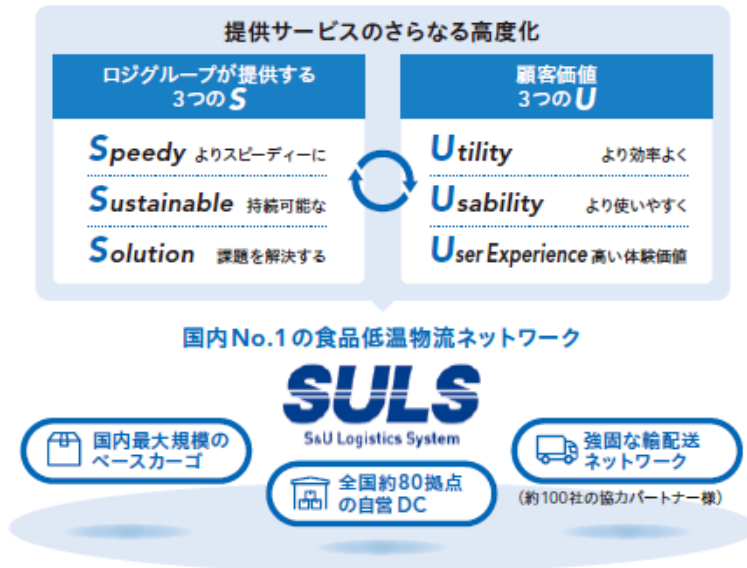 提供サービスのさらなる高度化
ロジグループが提供する
3つのS
Speedy よりスピーディーに
Sustainable 持続可能な
Solution 課題を解決する
顧客価値
3つのU
Utility より効率よく
Usability より使いやすく
User Experience 高い体験価値
国内No.1の食品低温物流ネットワーク
SULS
S&U Logistics System
国内最大規模の
ベースカーゴ
全国約80拠点
の自営DC
強固な輸配送
ネットワーク
(約100社の協力パートナー様)